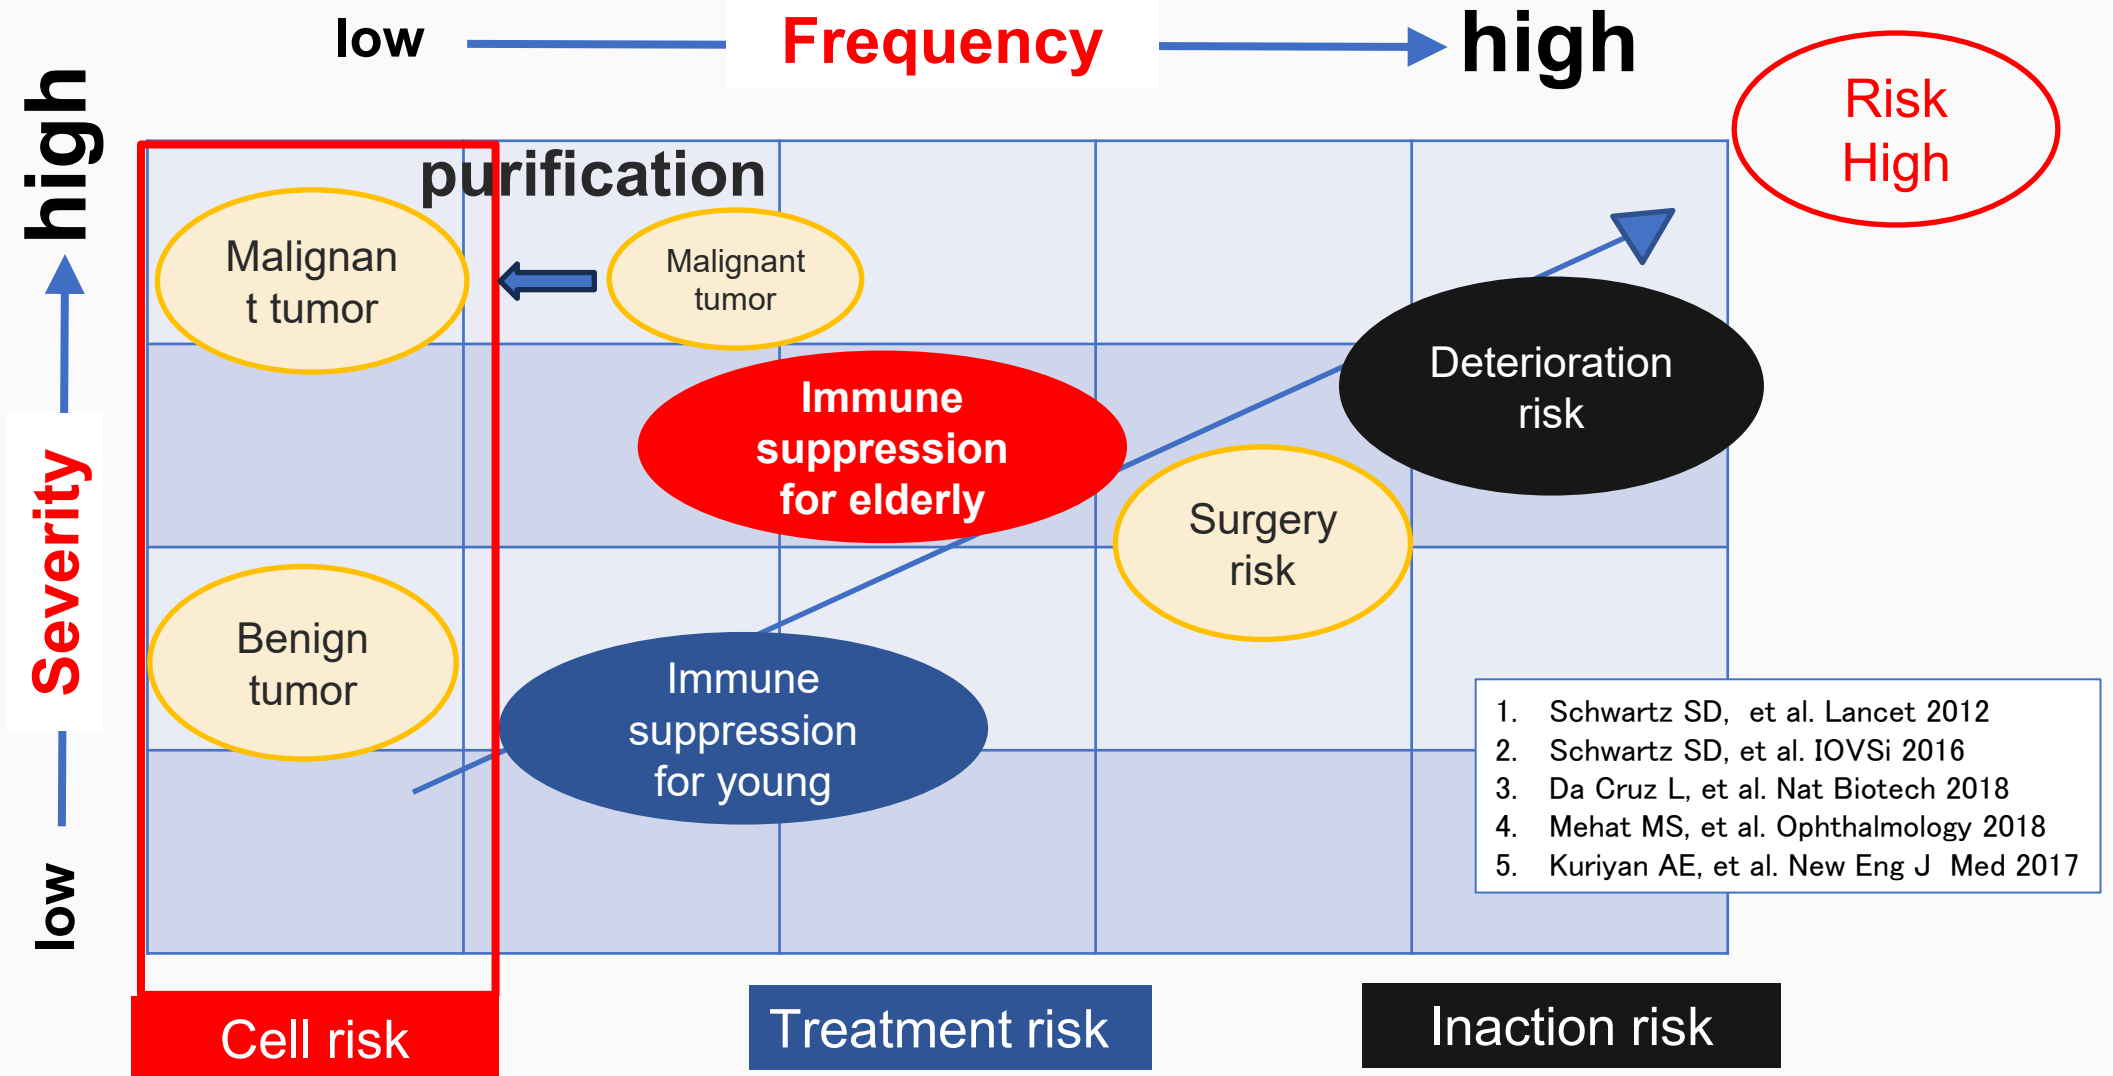 low
Frequency
high
Risk
High
high
Severity
low
purification
Malignan
t tumor
Malignant
tumor
Immune
suppression
for elderly
Deterioration
risk
Surgery
risk
Benign
tumor
Immune
suppression
for young
1. Schwartz SD, et al. Lancet 2012
2. Schwartz SD, et al. IOVSi 2016
3. Da Cruz L, et al. Nat Biotech 2018
4. Mehat MS, et al. Ophthalmology 2018
5. Kuriyan AE, et al. New Eng J Med 2017
Cell risk
Treatment risk
Inaction risk